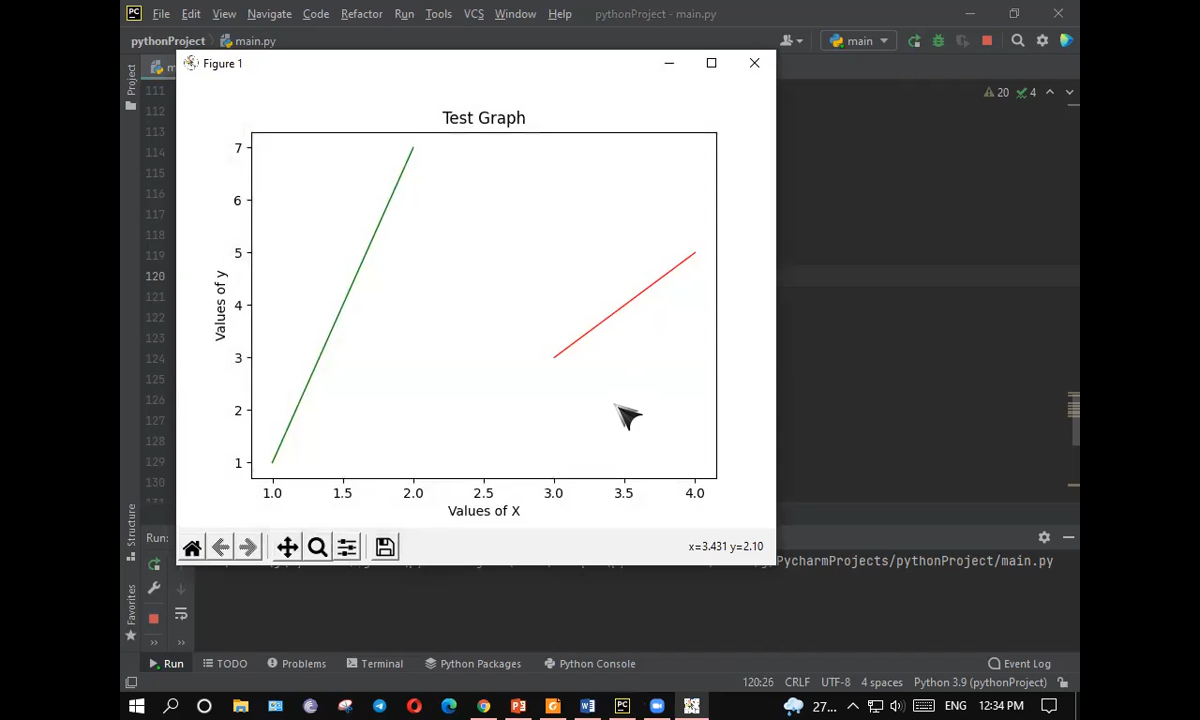 PC File Edit View Navigate Code Refactor Run Tools VCS Window Help pythonProject - main.py
pythonProject main.py main
Project
Figure 1
20 4
111
112
113
114
115
116
117
118
119
120
121
122
123
124
125
126
127
128
129
130
Test Graph
7
6
5
4
3
2
1
Values of y
1.0 1.5 2.0 2.5 3.0 3.5 4.0
Values of X
x=3.431 y=2.10
Structure
Favorites
Run:
PycharmProjects/pythonProject/main.py
Run TODO Problems Terminal Python Packages Python Console Event Log
120:26 CRLF UTF-8 4 spaces Python 3.9 (pythonProject)
27... ENG 12:34 PM